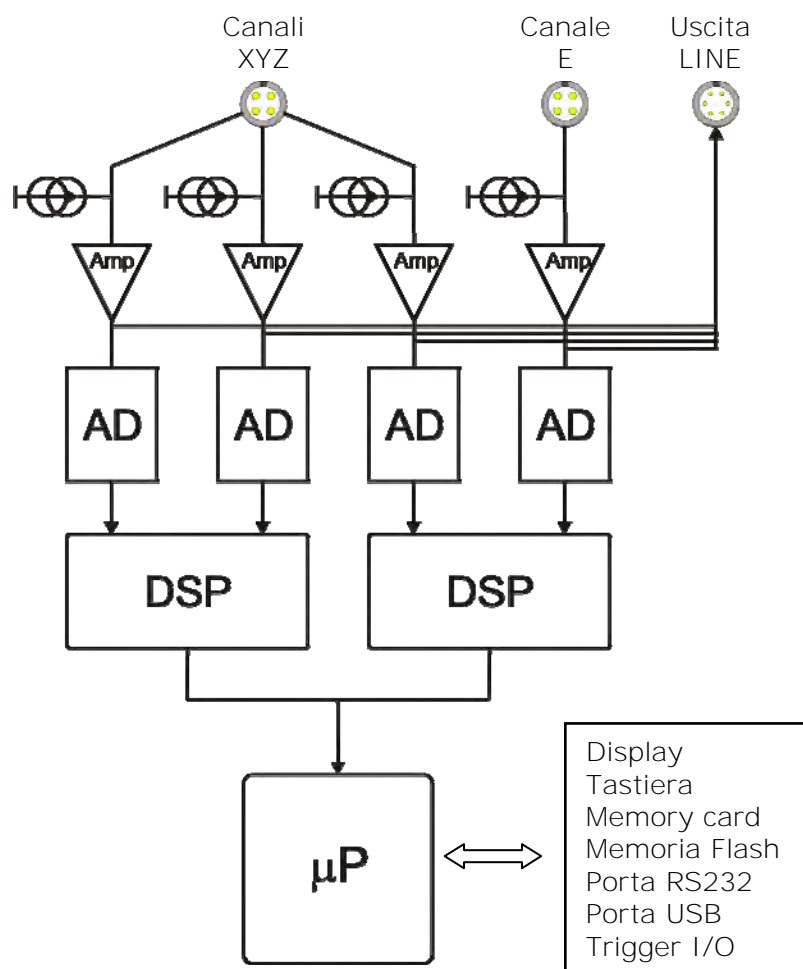 Canali
XYZ
Canale
E
Uscita
LINE
Amp
Amp
Amp
Amp
AD
AD
AD
AD
DSP
DSP
µP
Display
Tastiera
Memory card
Memoria Flash
Porta RS232
Porta USB
Trigger I/O